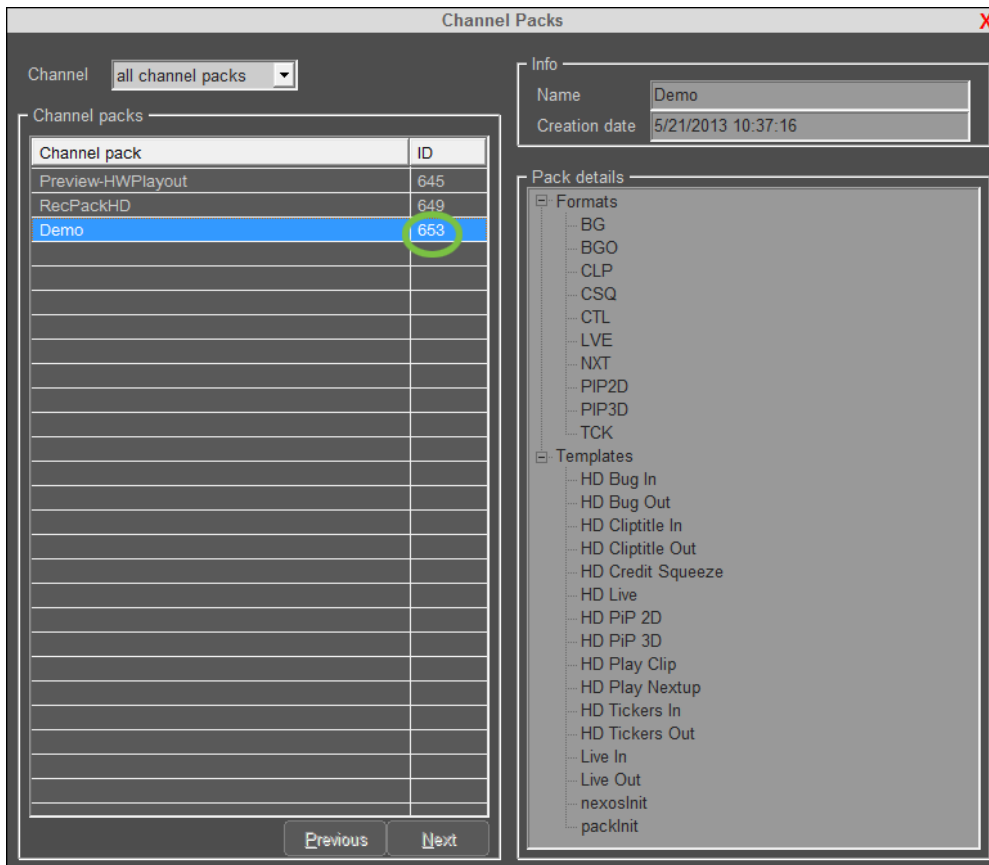 Channel Packs
X
Channel all channel packs
Channel packs
Channel pack ID
Preview-HWPlayout 645
RecPackHD 649
Demo 653
Previous Next
Info
Name Demo
Creation date 5/21/2013 10:37:16
Pack details
Formats
BG
BGO
CLP
CSQ
CTL
LVE
NXT
PIP2D
PIP3D
TCK
Templates
HD Bug In
HD Bug Out
HD Cliptitle In
HD Cliptitle Out
HD Credit Squeeze
HD Live
HD PiP 2D
HD PiP 3D
HD Play Clip
HD Play Nextup
HD Tickers In
HD Tickers Out
Live In
Live Out
nexosInit
packInit